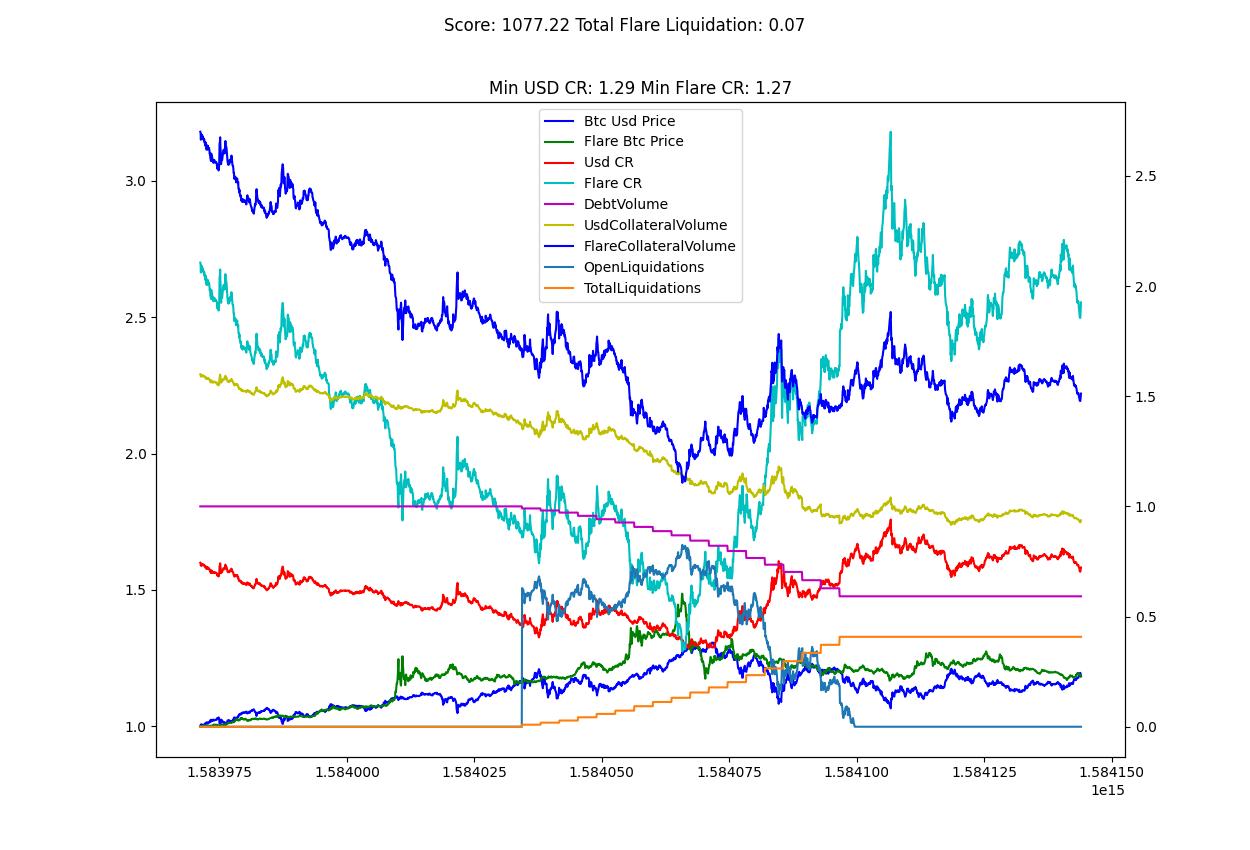 Score: 1077.22 Total Flare Liquidation: 0.07
Min USD CR: 1.29 Min Flare CR: 1.27
Btc Usd Price
Flare Btc Price
Usd CR
Flare CR
DebtVolume
UsdCollateralVolume
FlareCollateralVolume
OpenLiquidations
TotalLiquidations
3.0
2.5
2.0
1.5
1.0
2.5
2.0
1.5
1.0
0.5
0.0
1.583975 1.584000 1.584025 1.584050 1.584075 1.584100 1.584125 1.584150
1e15